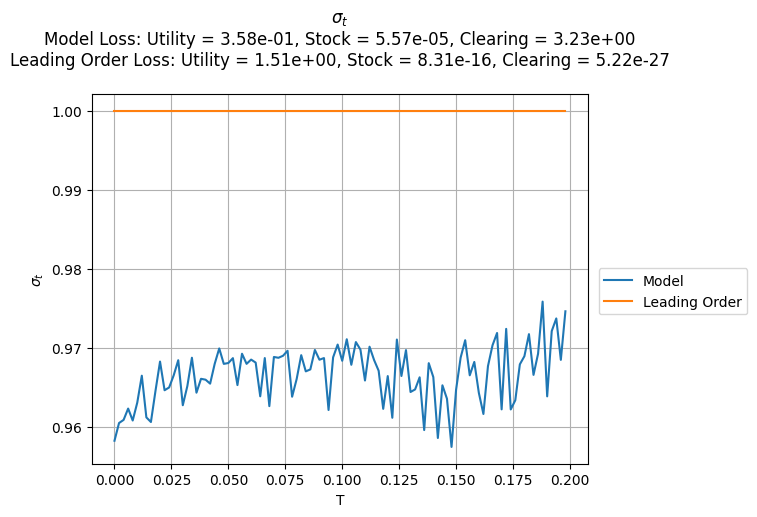 σ_t
Model Loss: Utility = 3.58e-01, Stock = 5.57e-05, Clearing = 3.23e+00
Leading Order Loss: Utility = 1.51e+00, Stock = 8.31e-16, Clearing = 5.22e-27
1.00
0.99
0.98
0.97
0.96
σ_t
0.000 0.025 0.050 0.075 0.100 0.125 0.150 0.175 0.200
T
Model
Leading Order